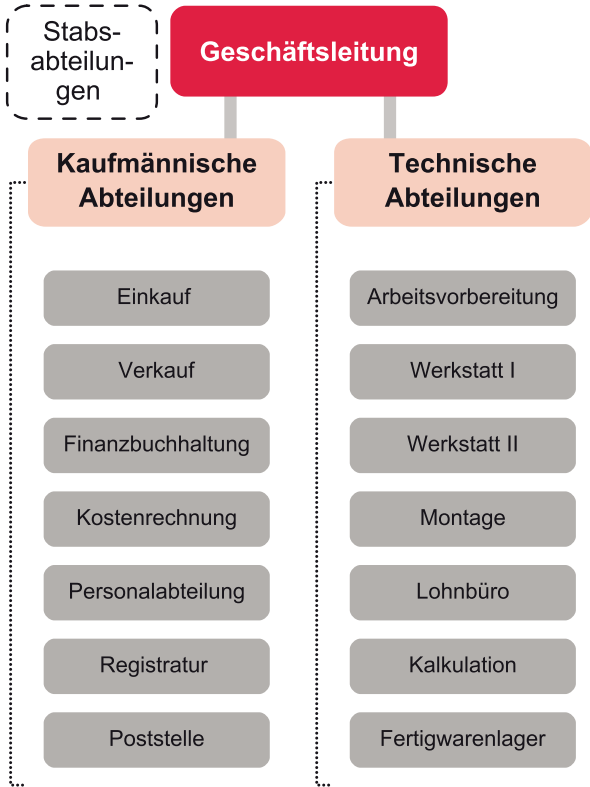 Stabs-
abteilun-
gen
Geschäftsleitung
Kaufmännische
Abteilungen
Einkauf
Verkauf
Finanzbuchhaltung
Kostenrechnung
Personalabteilung
Registratur
Poststelle
Technische
Abteilungen
Arbeitsvorbereitung
Werkstatt I
Werkstatt II
Montage
Lohnbüro
Kalkulation
Fertigwarenlager